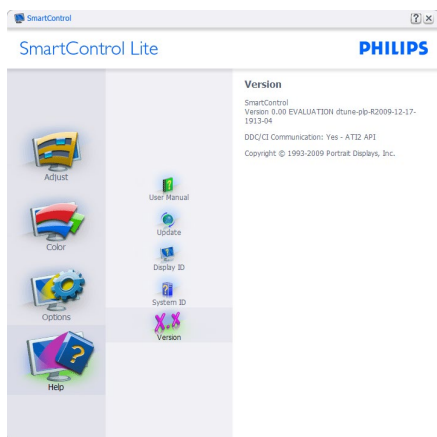 SmartControl
SmartControl Lite
PHILIPS
Adjust
Color
Options
Help
User Manual
Update
Display ID
System ID
Version
Version
SmartControl
Version 0.00 EVALUATION dtune-plp-R2009-12-17-
1913-04
DDC/CI Communication: Yes - ATI2 API
Copyright © 1993-2009 Portrait Displays, Inc.